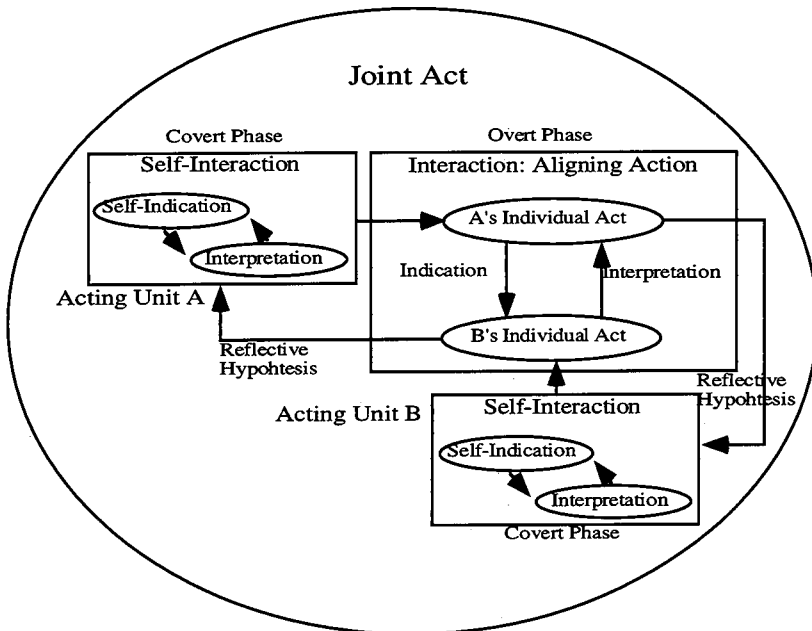 Joint Act
Covert Phase
Self-Interaction
Self-Indication
Interpretation
Acting Unit A
Overt Phase
Interaction: Aligning Action
A's Individual Act
Indication
Interpretation
B's Individual Act
Reflective
Hypohtesis
Reflective
Hypohtesis
Acting Unit B
Self-Interaction
Self-Indication
Interpretation
Covert Phase